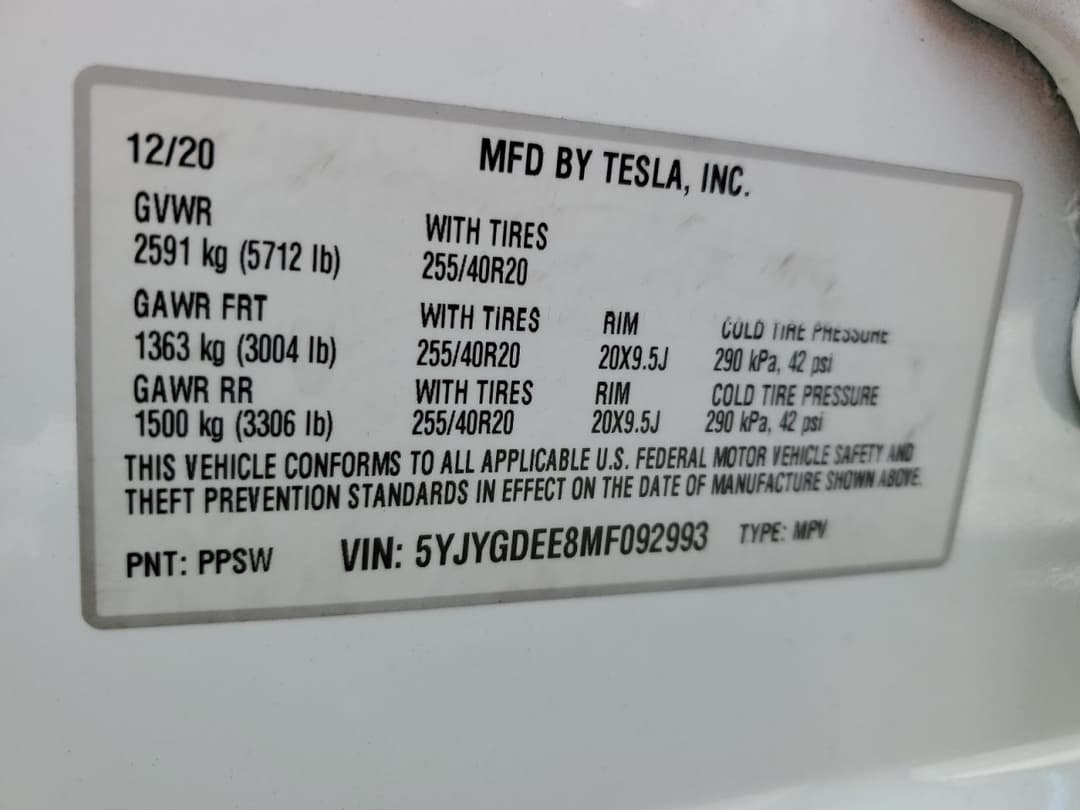 12/20 MFD BY TESLA, INC.
GVWR WITH TIRES
2591 kg (5712 lb) 255/40R20
GAWR FRT WITH TIRES RIM COLD TIRE PRESSURE
1363 kg (3004 lb) 255/40R20 20X9.5J 290 kPa, 42 psi
GAWR RR WITH TIRES RIM COLD TIRE PRESSURE
1500 kg (3306 lb) 255/40R20 20X9.5J 290 kPa, 42 psi
THIS VEHICLE CONFORMS TO ALL APPLICABLE U.S. FEDERAL MOTOR VEHICLE SAFETY AND
THEFT PREVENTION STANDARDS IN EFFECT ON THE DATE OF MANUFACTURE SHOWN ABOVE.
PNT: PPSW VIN: 5YJYGDEE8MF092993 TYPE: MPV